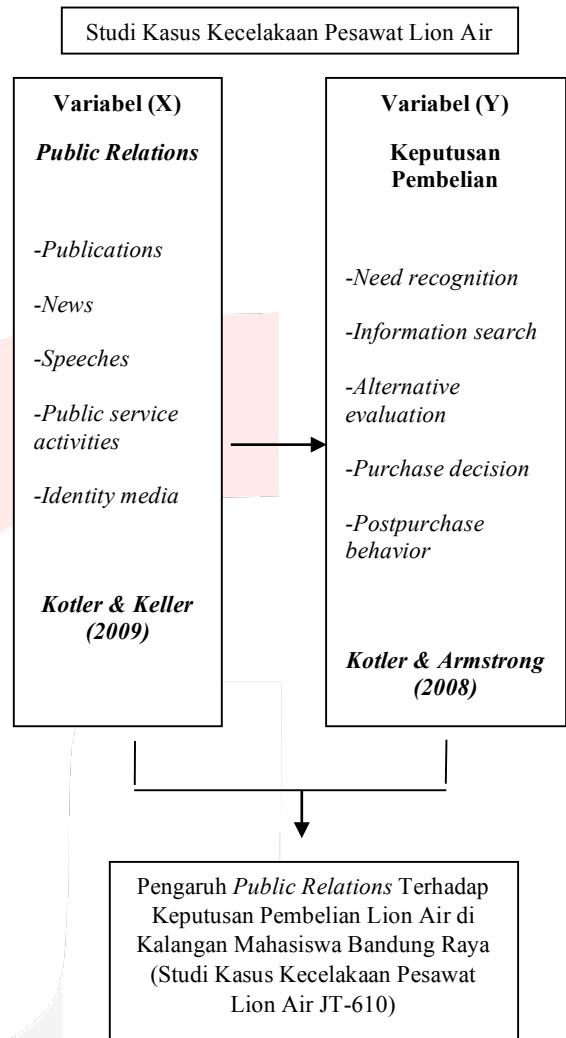 Studi Kasus Kecelakaan Pesawat Lion Air
Variabel (X)
Public Relations
-Publications
-News
-Speeches
-Public service
activities
-Identity media
Kotler & Keller
(2009)
Variabel (Y)
Keputusan
Pembelian
-Need recognition
-Information search
-Alternative
evaluation
-Purchase decision
-Postpurchase
behavior
Kotler & Armstrong
(2008)
Pengaruh Public Relations Terhadap
Keputusan Pembelian Lion Air di
Kalangan Mahasiswa Bandung Raya
(Studi Kasus Kecelakaan Pesawat
Lion Air JT-610)